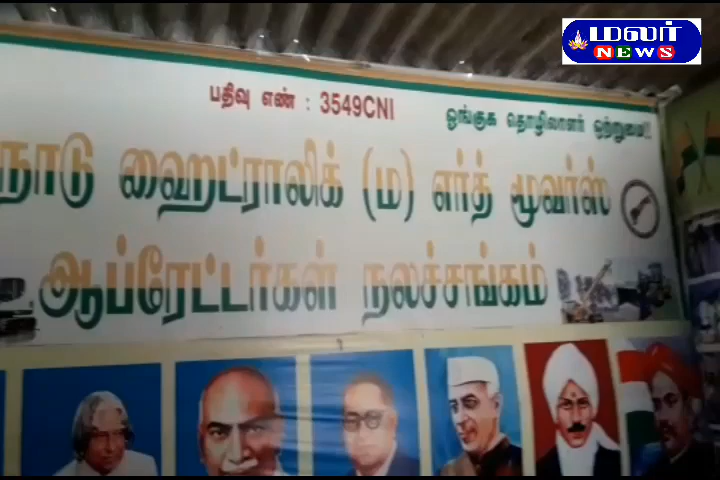 மலர்
NEWS
பதிவு எண் : 3549CNI
ஓங்குக தொழிலாளர் ஒற்றுமை!!
நாடு ஹைட்ராலிக் (ம) எர்த் மூவர்ஸ்
ஆப்ரேட்டர்கள் நலச்சங்கம்